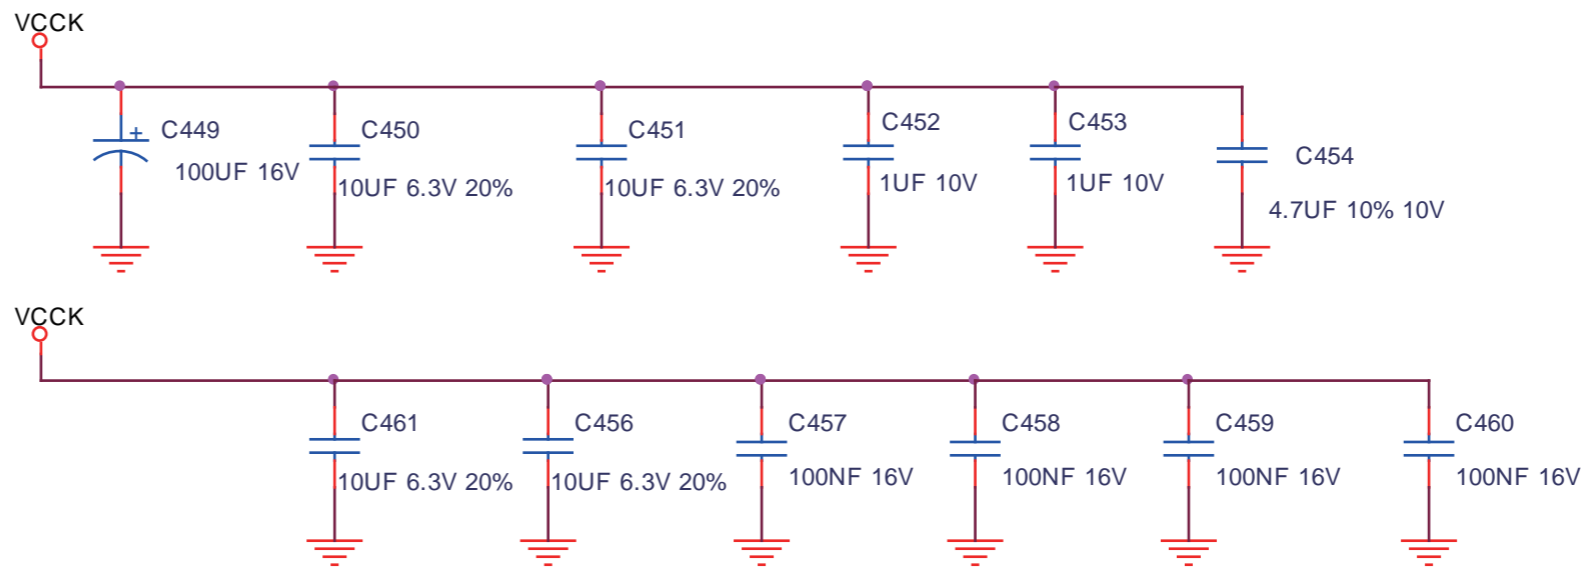 VCCK
+
C449
100UF 16V
C450
10UF 6.3V 20%
C451
10UF 6.3V 20%
C452
1UF 10V
C453
1UF 10V
C454
4.7UF 10% 10V
VCCK
C461
10UF 6.3V 20%
C456
10UF 6.3V 20%
C457
100NF 16V
C458
100NF 16V
C459
100NF 16V
C460
100NF 16V